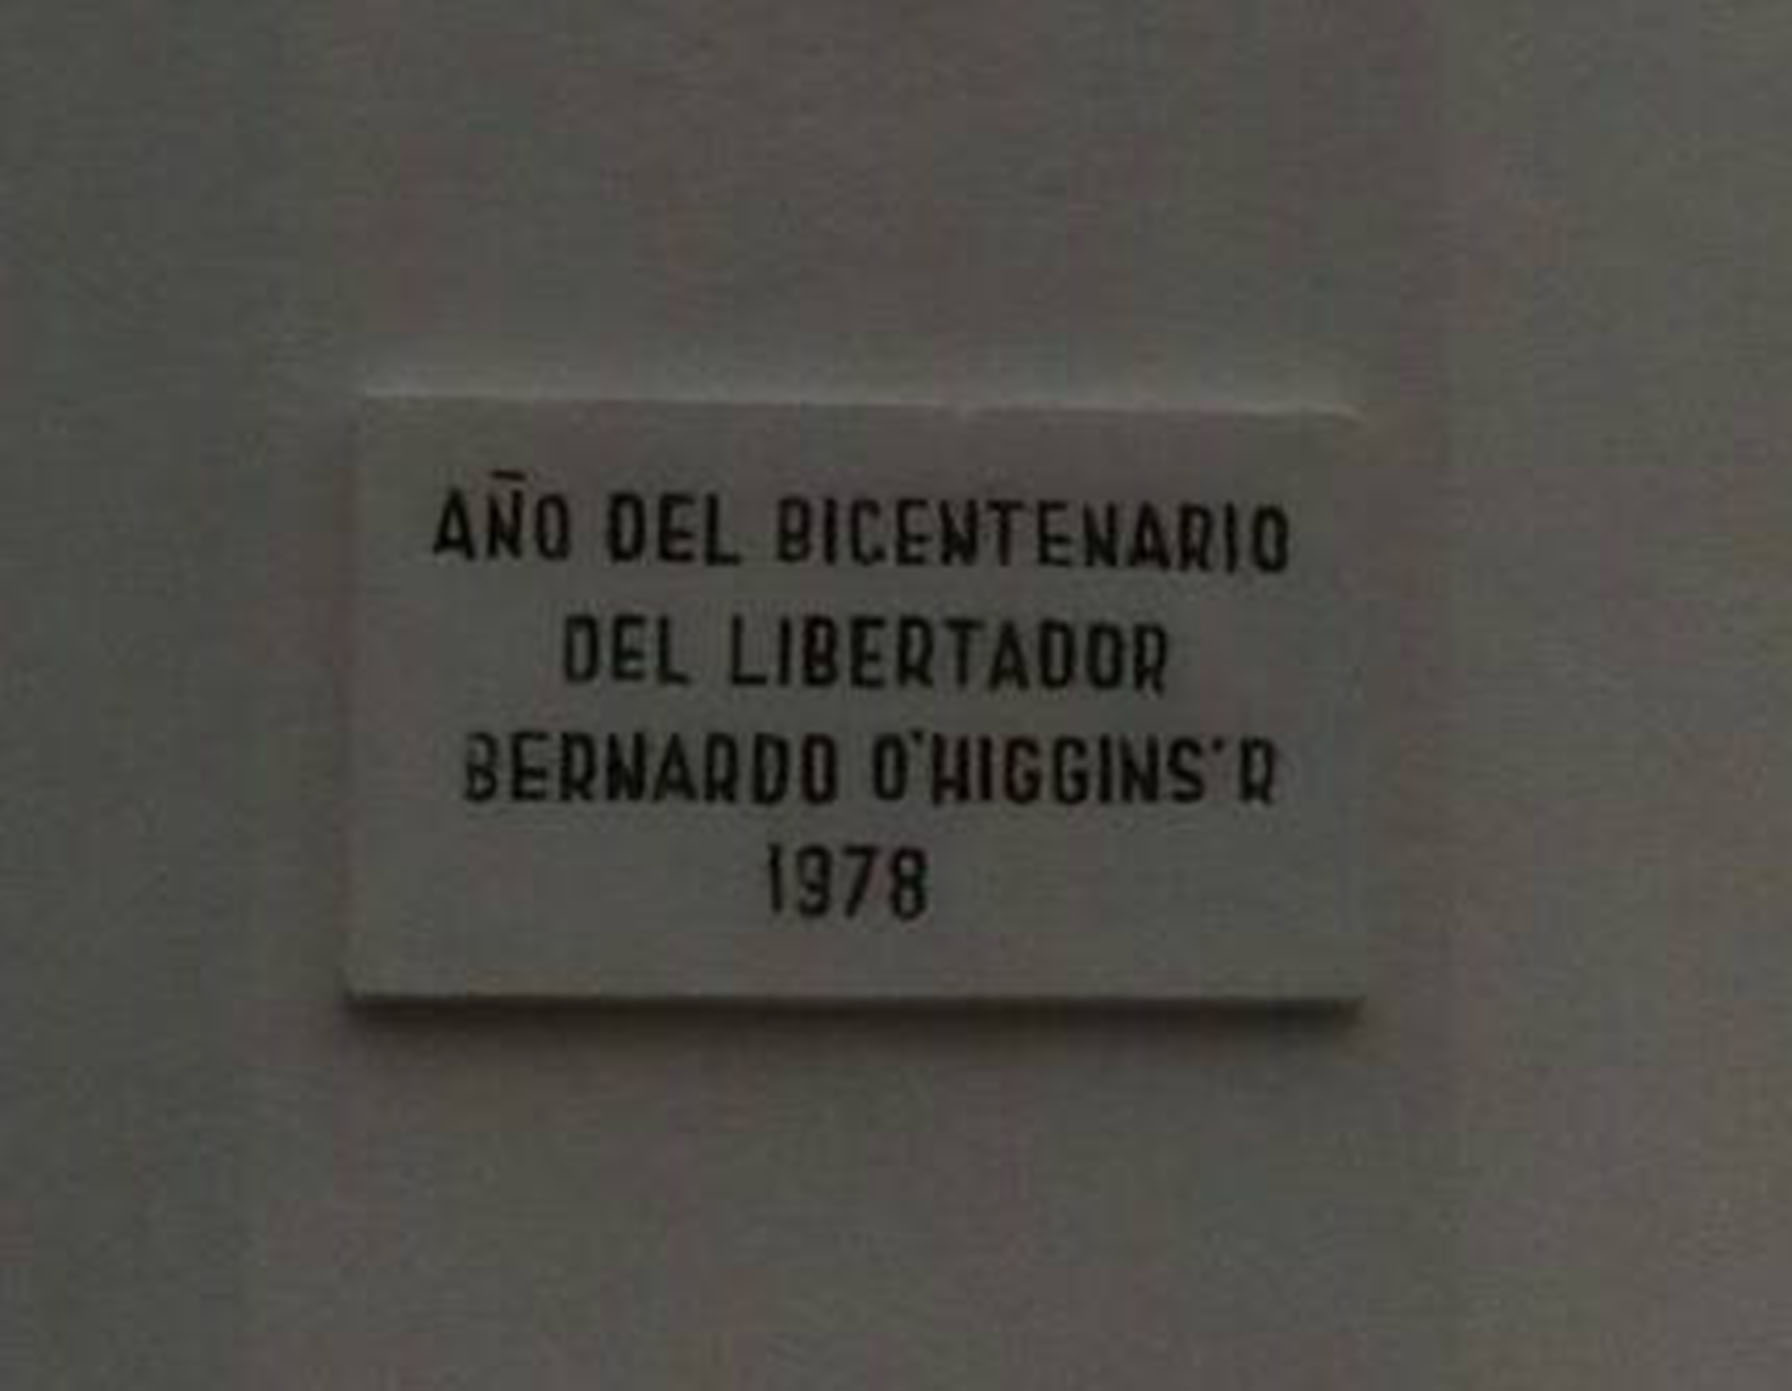 AÑO DEL BICENTENARIO
DEL LIBERTADOR
BERNARDO O'HIGGINS'R
1978